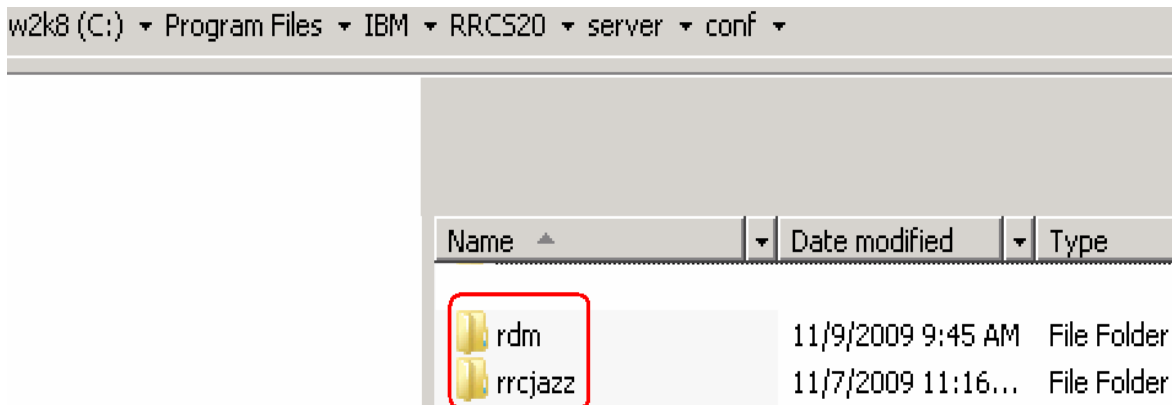 w2k8 (C:) ▾ Program Files ▾ IBM ▾ RRCS20 ▾ server ▾ conf ▾
Name Date modified Type
rdm 11/9/2009 9:45 AM File Folder
rrcjazz 11/7/2009 11:16... File Folder